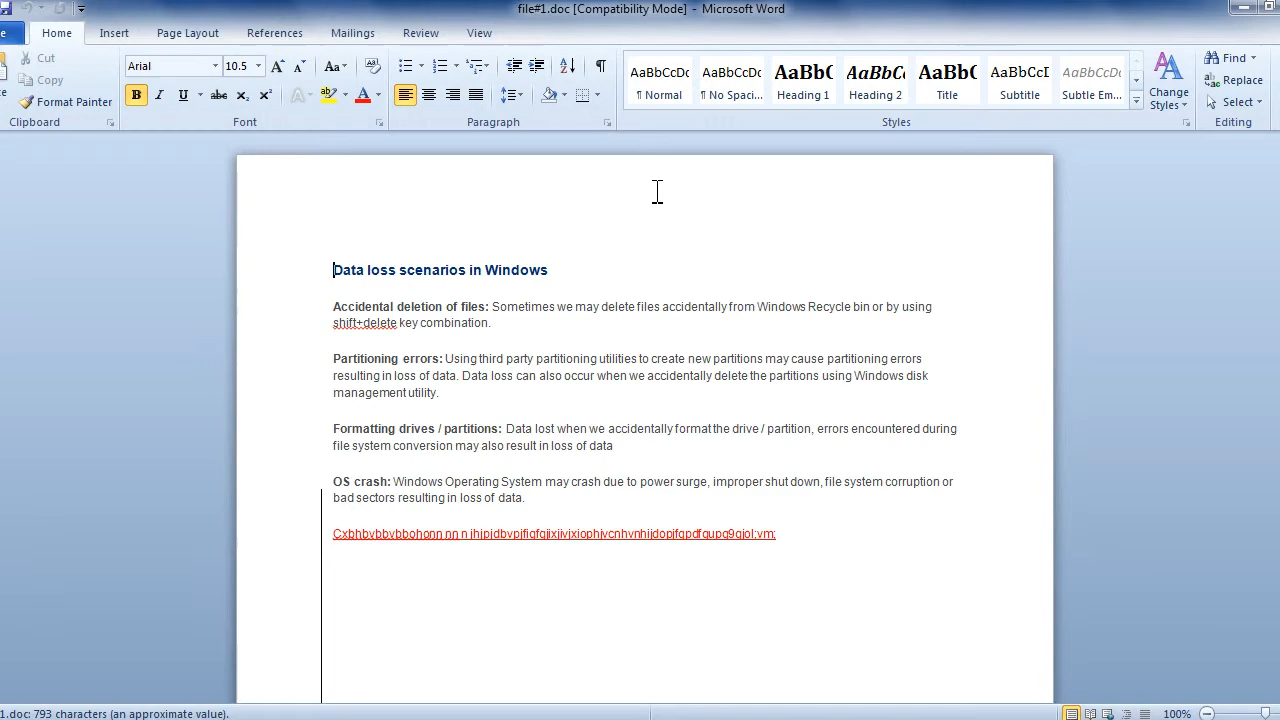 file#1.doc [Compatibility Mode] - Microsoft Word
Home Insert Page Layout References Mailings Review View
Cut
Copy
Format Painter
Clipboard
Arial 10.5
Font
Paragraph
AaBbCcDc AaBbCcDc AaBbC AaBbCc AaBbC AaBbCcI AaBbCcDc
¶ Normal ¶ No Spaci... Heading 1 Heading 2 Title Subtitle Subtle Em...
Change
Styles
Styles
Find
Replace
Select
Editing
Data loss scenarios in Windows
Accidental deletion of files: Sometimes we may delete files accidentally from Windows Recycle bin or by using
shift+delete key combination.
Partitioning errors: Using third party partitioning utilities to create new partitions may cause partitioning errors
resulting in loss of data. Data loss can also occur when we accidentally delete the partitions using Windows disk
management utility.
Formatting drives / partitions: Data lost when we accidentally format the drive / partition, errors encountered during
file system conversion may also result in loss of data
OS crash: Windows Operating System may crash due to power surge, improper shut down, file system corruption or
bad sectors resulting in loss of data.
1.doc: 793 characters (an approximate value).
100%